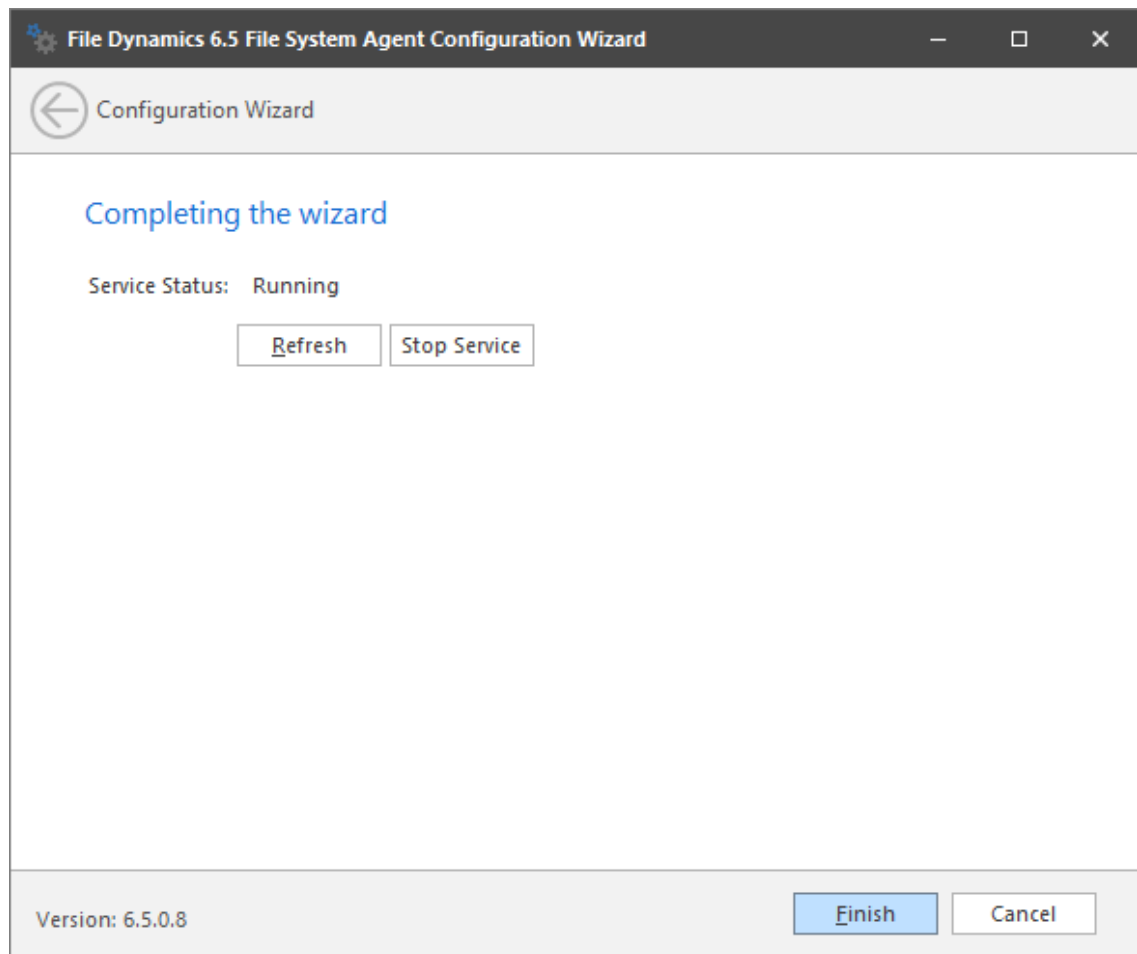 File Dynamics 6.5 File System Agent Configuration Wizard
Configuration Wizard
Completing the wizard
Service Status: Running
Refresh Stop Service
Version: 6.5.0.8 Finish Cancel